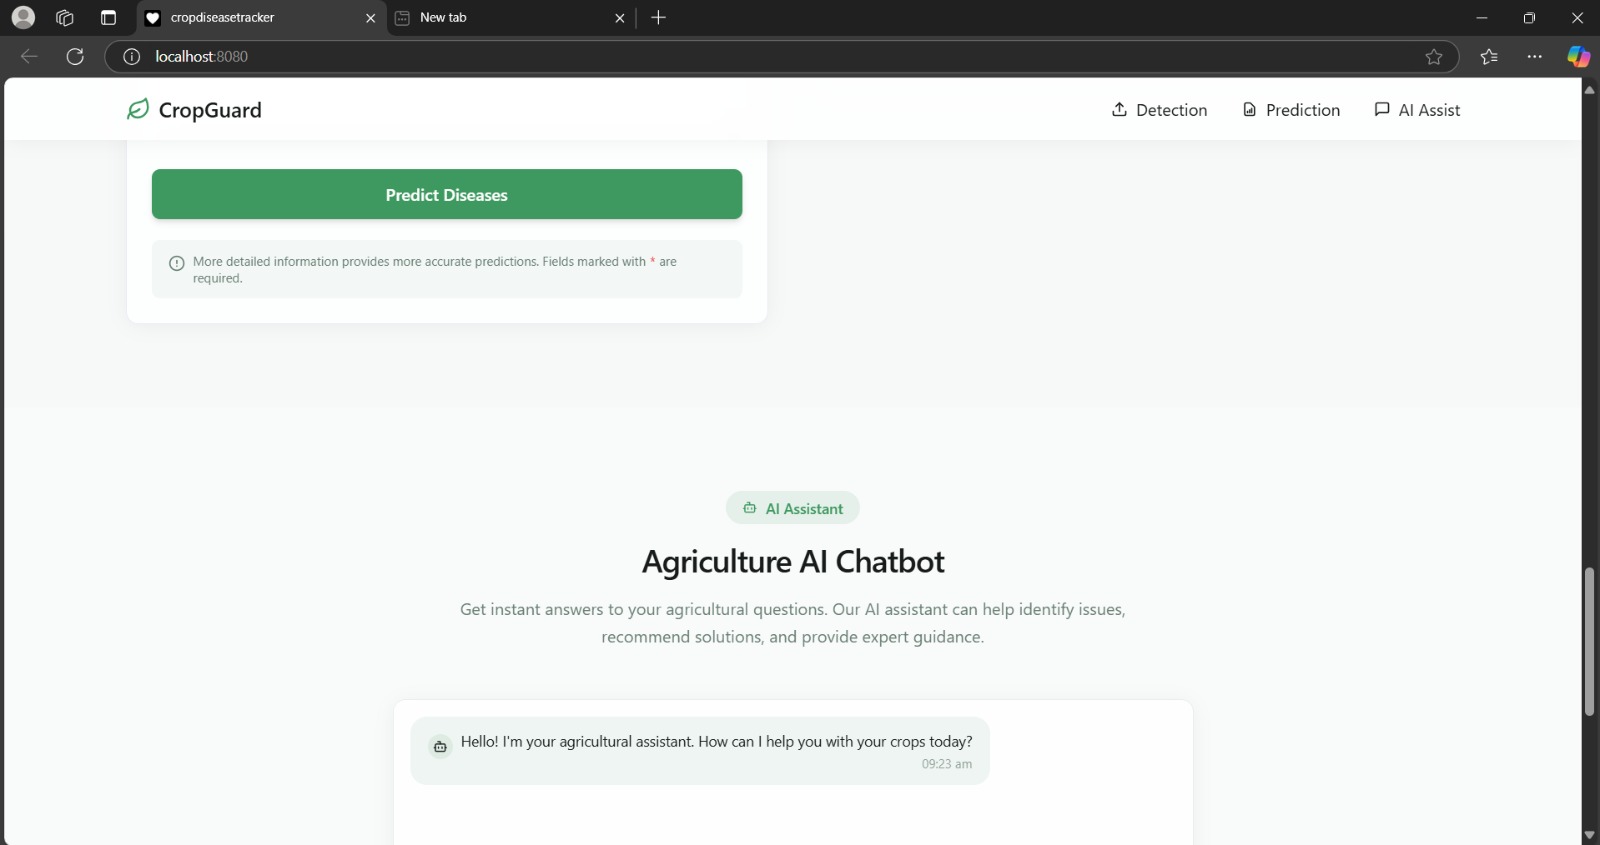 cropdiseasetracker
New tab
localhost:8080
CropGuard
Detection
Prediction
AI Assist
Predict Diseases
More detailed information provides more accurate predictions. Fields marked with * are
required.
AI Assistant
Agriculture AI Chatbot
Get instant answers to your agricultural questions. Our AI assistant can help identify issues,
recommend solutions, and provide expert guidance.
Hello! I'm your agricultural assistant. How can I help you with your crops today?
09:23 am